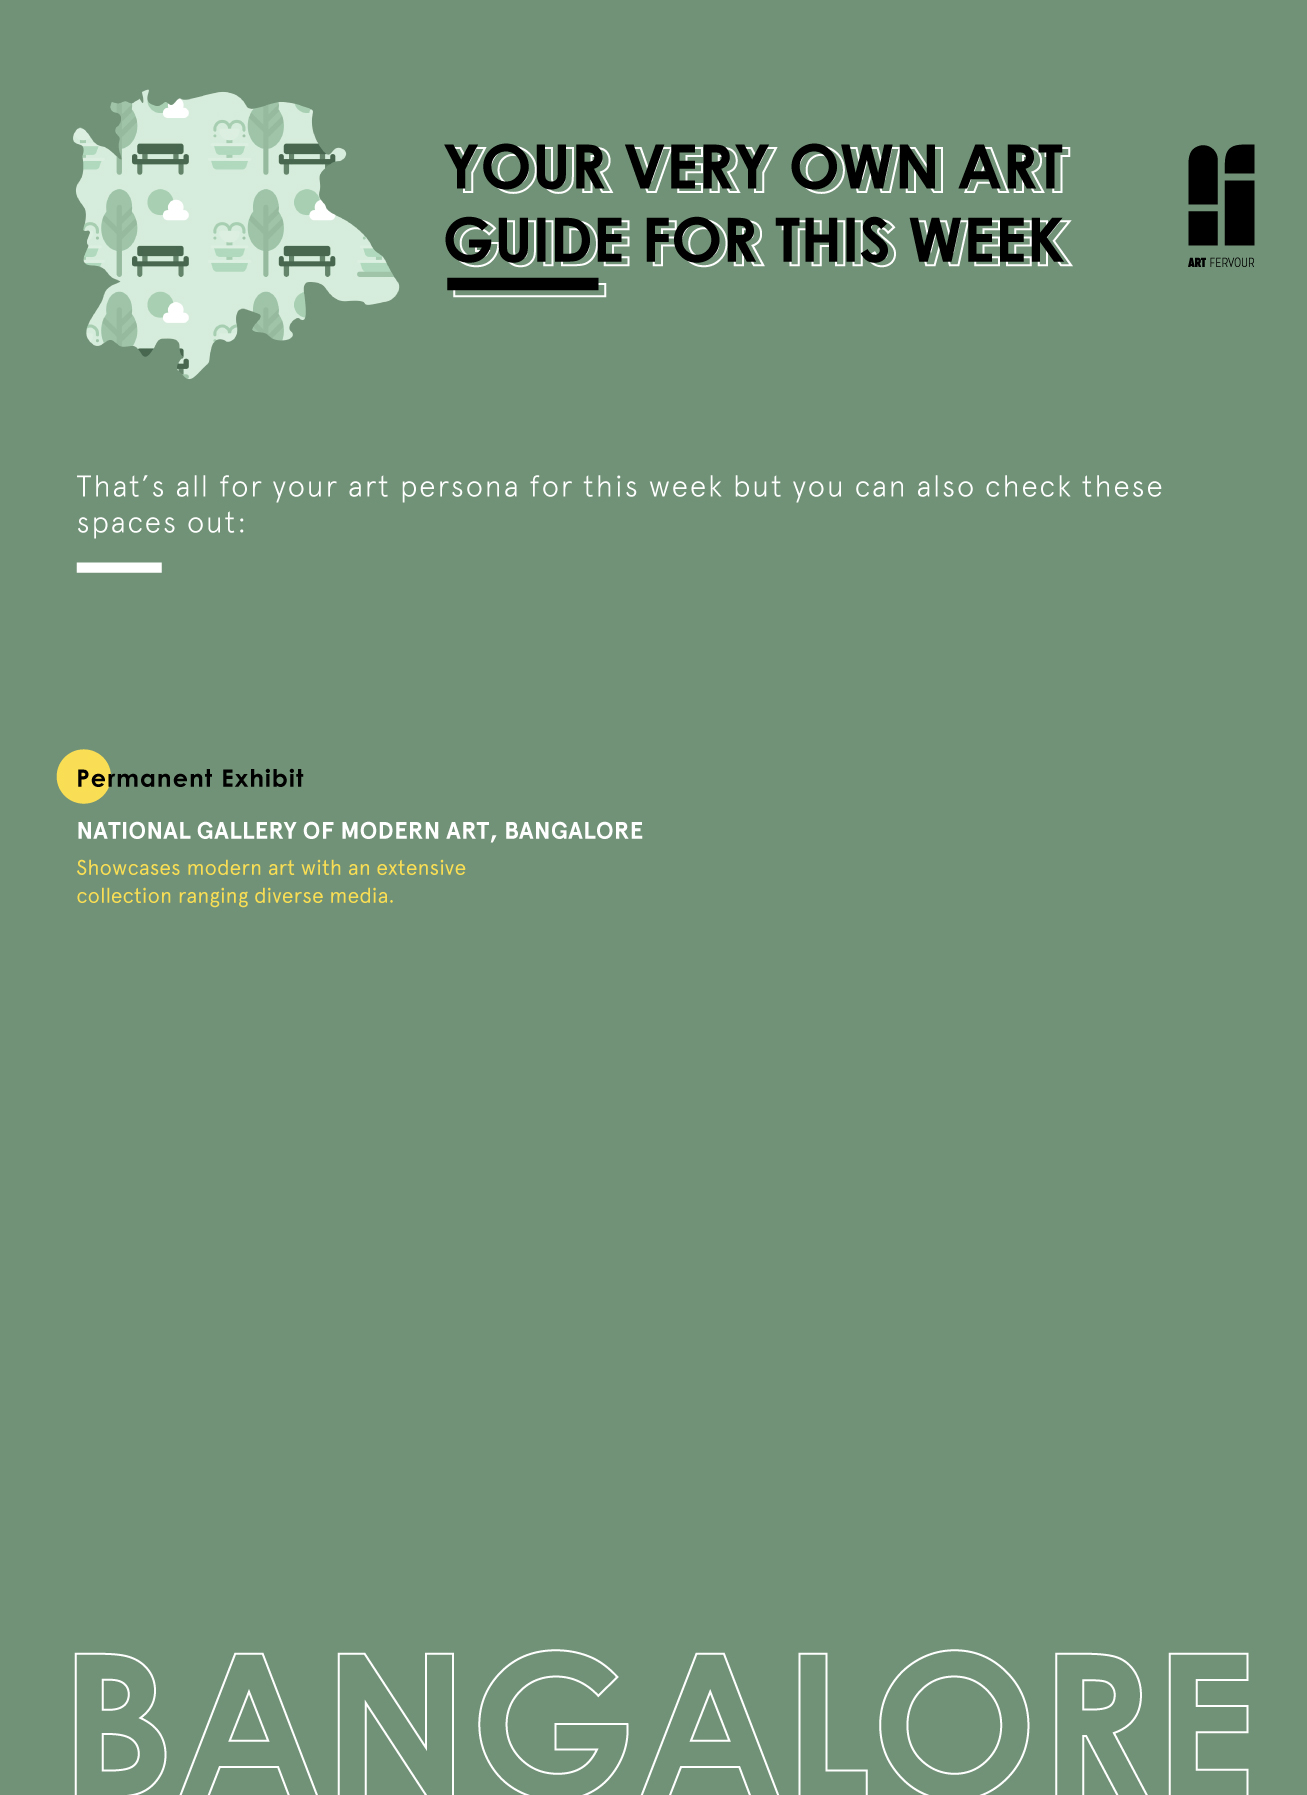 YOUR VERY OWN ART
GUIDE FOR THIS WEEK
ART FERVOUR
That’s all for your art persona for this week but you can also check these
spaces out:
Permanent Exhibit
NATIONAL GALLERY OF MODERN ART, BANGALORE
Showcases modern art with an extensive
collection ranging diverse media.
BANGALORE